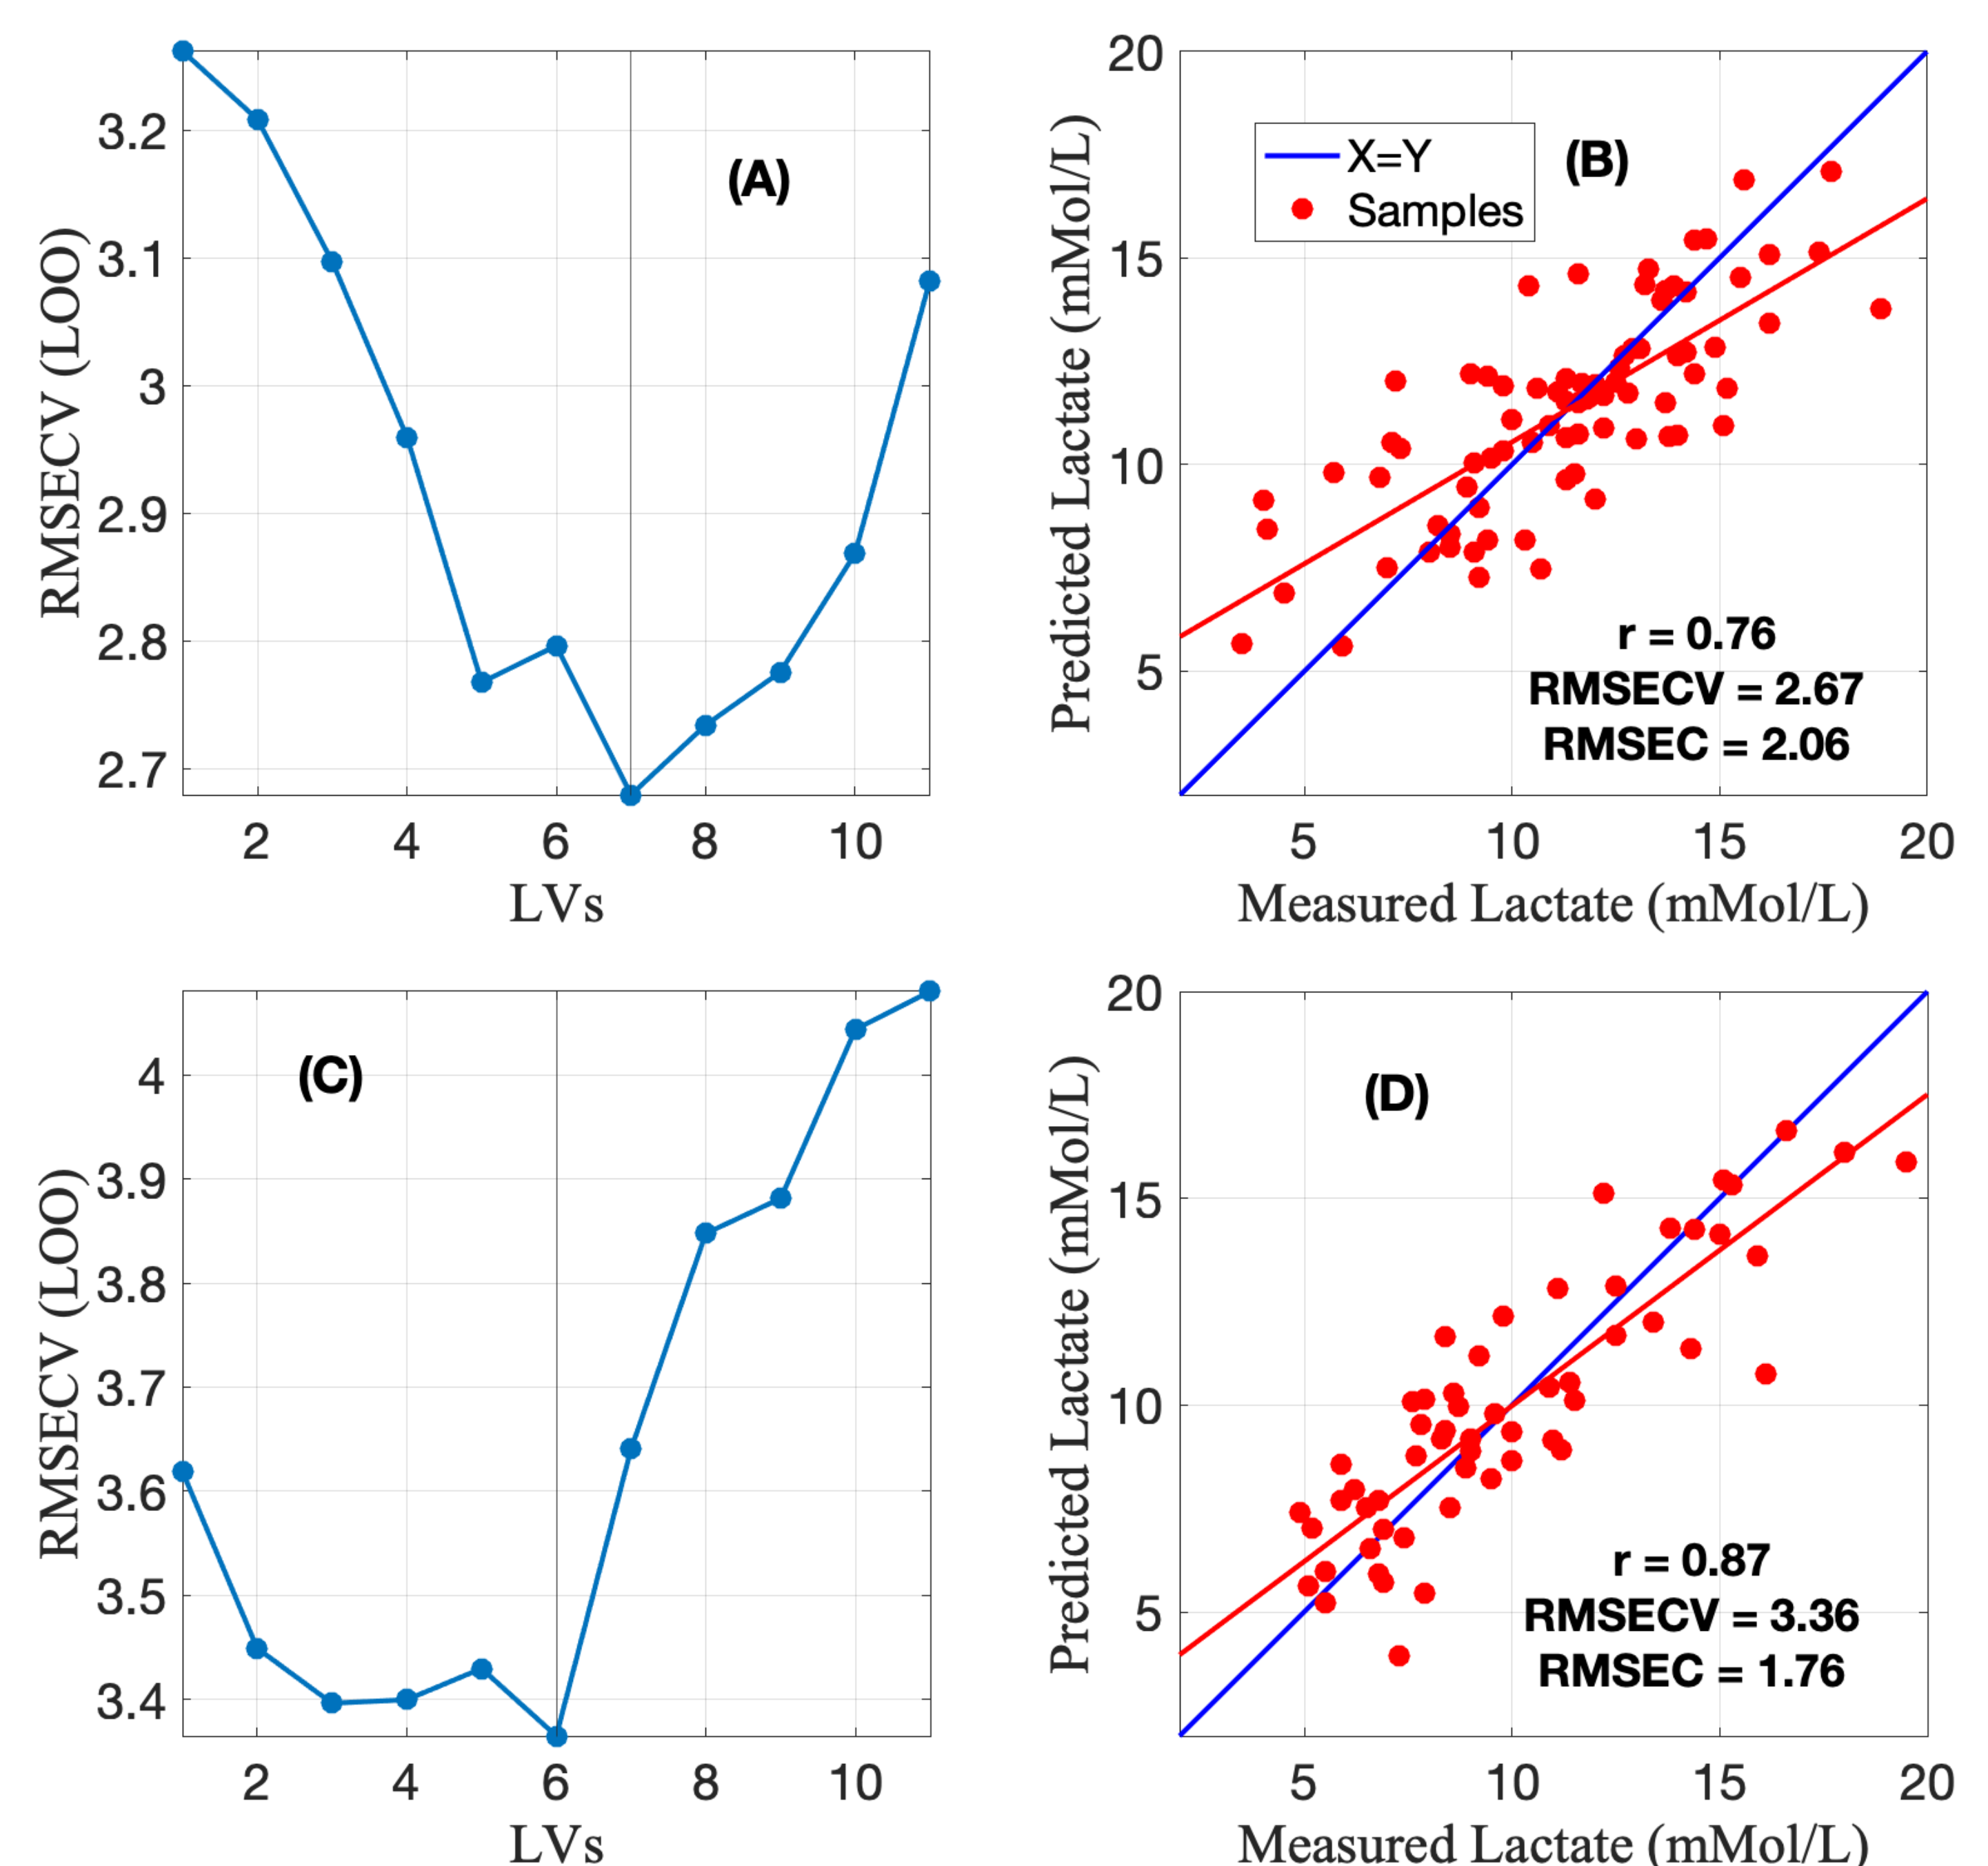 RMSECV (LOO)
3.2
3.1
3
2.9
2.8
2.7
(A)
2
4
6
8
10
LVs
Predicted Lactate (mMol/L)
20
15
10
5
X=Y
Samples
(B)
r = 0.76
RMSECV = 2.67
RMSEC = 2.06
5
10
15
20
Measured Lactate (mMol/L)
RMSECV (LOO)
4
3.9
3.8
3.7
3.6
3.5
3.4
(C)
2
4
6
8
10
LVs
Predicted Lactate (mMol/L)
20
15
10
5
(D)
r = 0.87
RMSECV = 3.36
RMSEC = 1.76
5
10
15
20
Measured Lactate (mMol/L)